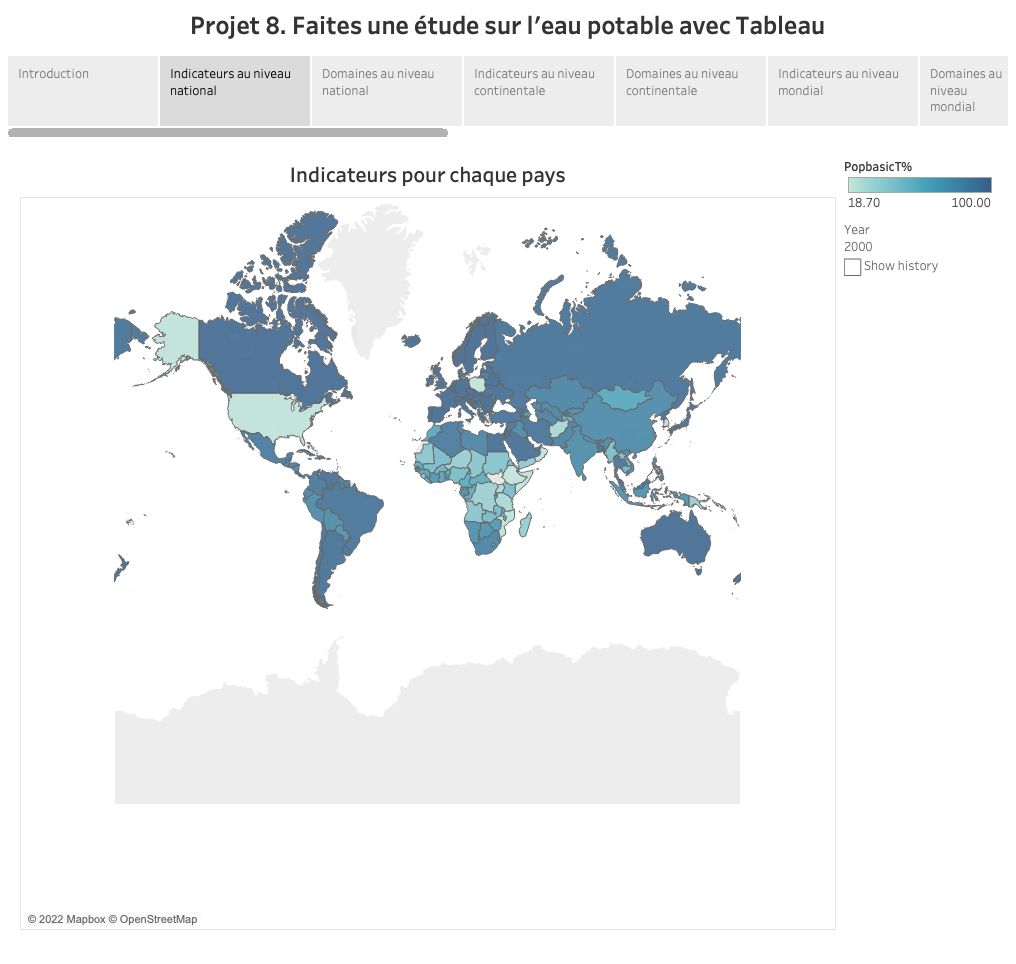 Projet 8. Faites une étude sur l’eau potable avec Tableau
Introduction
Indicateurs au niveau
national
Domaines au niveau
national
Indicateurs au niveau
continentale
Domaines au niveau
continentale
Indicateurs au niveau
mondial
Domaines au
niveau
mondial
Indicateurs pour chaque pays
PopbasicT%
18.70 100.00
Year
2000
Show history
© 2022 Mapbox © OpenStreetMap